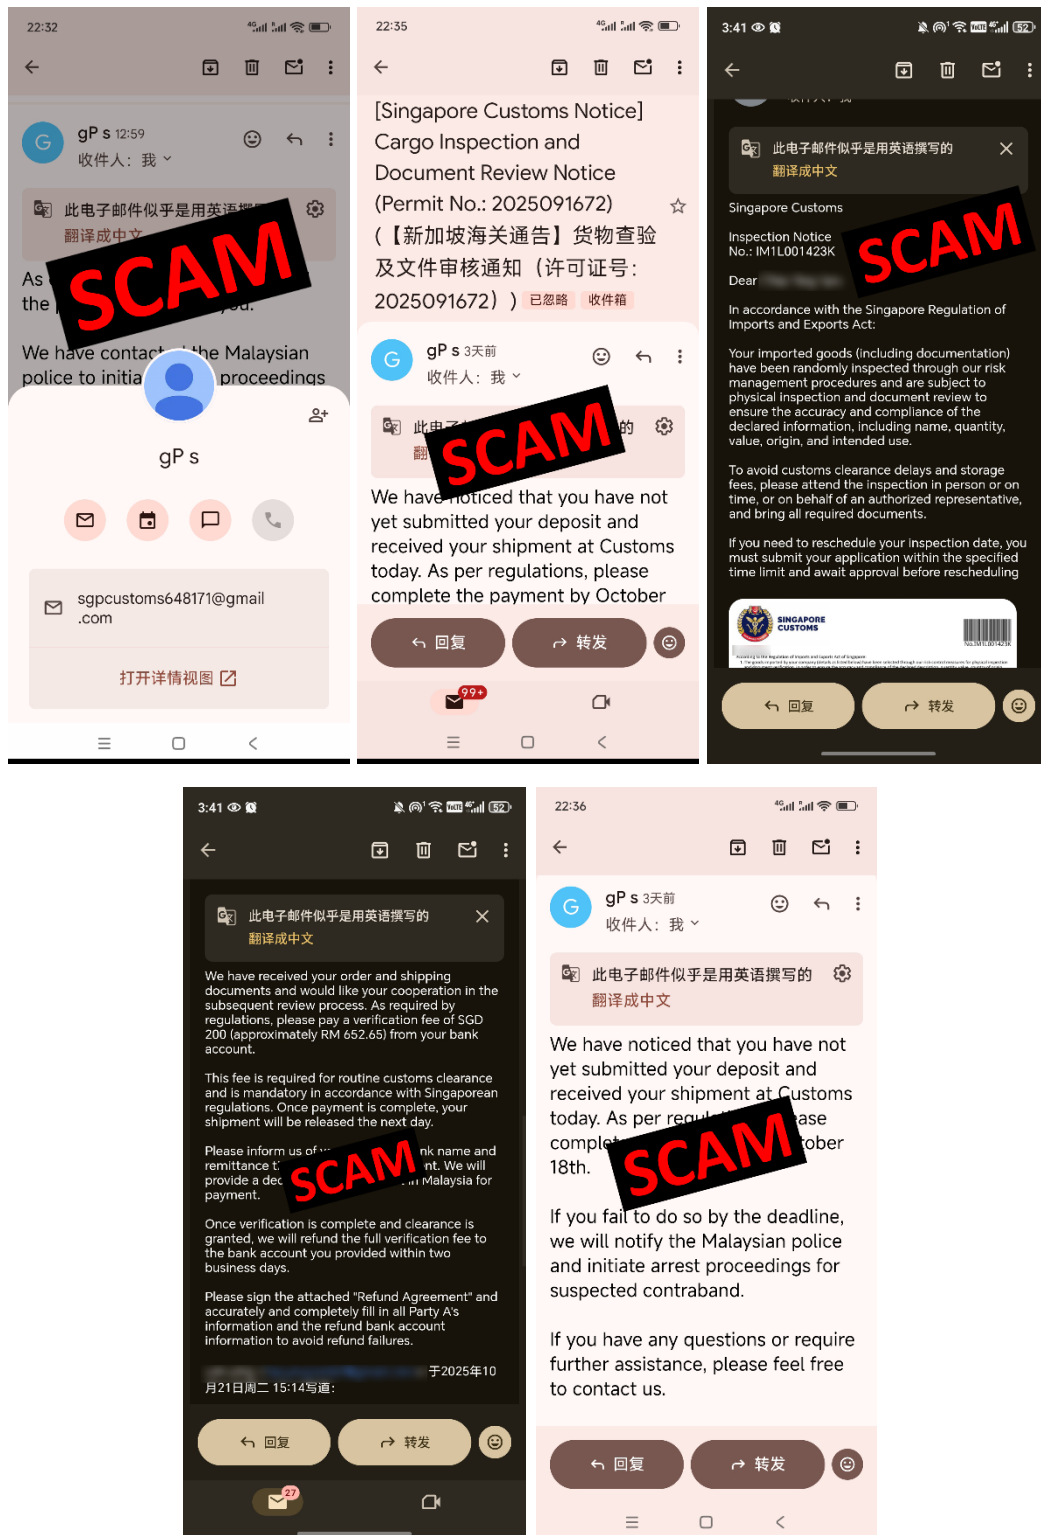 22:32
gP s 12:59
收件人：我
此电子邮件似乎是用英语撰
翻译成中文
SCAM
As
the you.
We have contac the Malaysian
police to initia proceedings
gP s
sgpcustoms648171@gmail
.com
打开详情视图
22:35
[Singapore Customs Notice]
Cargo Inspection and
Document Review Notice
(Permit No.: 2025091672)
(【新加坡海关通告】货物查验
及文件审核通知（许可证号：
2025091672）) 已忽略 收件箱
gP s 3天前
收件人：我
此电 的
翻
SCAM
We have noticed that you have not
yet submitted your deposit and
received your shipment at Customs
today. As per regulations, please
complete the payment by October
回复 转发
99+
3:41 52
收件人：我
此电子邮件似乎是用英语撰写的
翻译成中文
SCAM
Singapore Customs
Inspection Notice
No.: IM1L001423K
Dear
In accordance with the Singapore Regulation of
Imports and Exports Act:
Your imported goods (including documentation)
have been randomly inspected through our risk
management procedures and are subject to
physical inspection and document review to
ensure the accuracy and compliance of the
declared information, including name, quantity,
value, origin, and intended use.
To avoid customs clearance delays and storage
fees, please attend the inspection in person or on
time, or on behalf of an authorized representative,
and bring all required documents.
If you need to reschedule your inspection date, you
must submit your application within the specified
time limit and await approval before rescheduling
SINGAPORE
CUSTOMS
No.IM1L001423K
回复 转发
3:41 52
此电子邮件似乎是用英语撰写的
翻译成中文
We have received your order and shipping
documents and would like your cooperation in the
subsequent review process. As required by
regulations, please pay a verification fee of SGD
200 (approximately RM 652.65) from your bank
account.
This fee is required for routine customs clearance
and is mandatory in accordance with Singaporean
regulations. Once payment is complete, your
shipment will be released the next day.
Please inform us of nk name and
remittance t nt. We will
provide a dec in Malaysia for
payment.
SCAM
Once verification is complete and clearance is
granted, we will refund the full verification fee to
the bank account you provided within two
business days.
Please sign the attached "Refund Agreement" and
accurately and completely fill in all Party A's
information and the refund bank account
information to avoid refund failures.
于2025年10
月21日周二 15:14写道：
回复 转发
27
22:36
gP s 3天前
收件人：我
此电子邮件似乎是用英语撰写的
翻译成中文
We have noticed that you have not
yet submitted your deposit and
received your shipment at Customs
today. As per regu ease
comple tober
18th.
SCAM
If you fail to do so by the deadline,
we will notify the Malaysian police
and initiate arrest proceedings for
suspected contraband.
If you have any questions or require
further assistance, please feel free
to contact us.
回复 转发